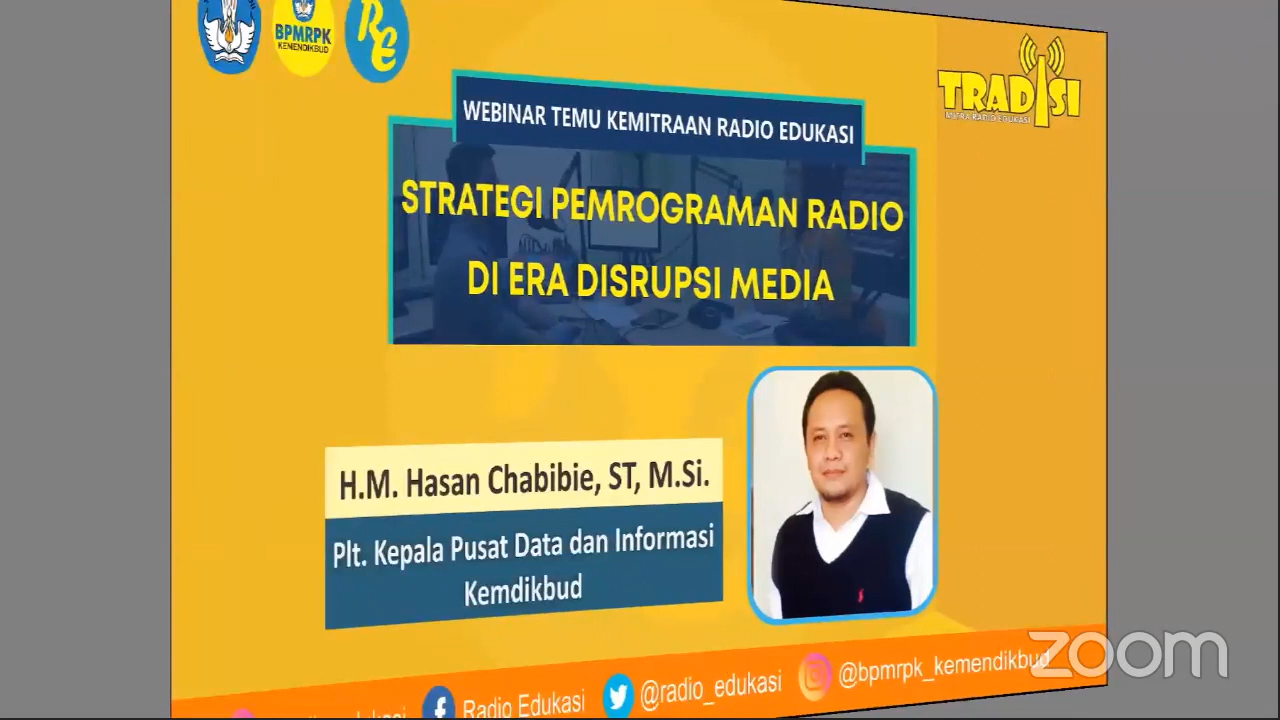 BPMRPK
KEMENDIKBUD
RE
TRADISI
MITRA RADIO EDUKASI
WEBINAR TEMU KEMITRAAN RADIO EDUKASI
STRATEGI PEMROGRAMAN RADIO
DI ERA DISRUPSI MEDIA
H.M. Hasan Chabibie, ST, M.Si.
Plt. Kepala Pusat Data dan Informasi
Kemdikbud
Radio Edukasi
@radio_edukasi
@bpmrpk_kemendikbud
zoom